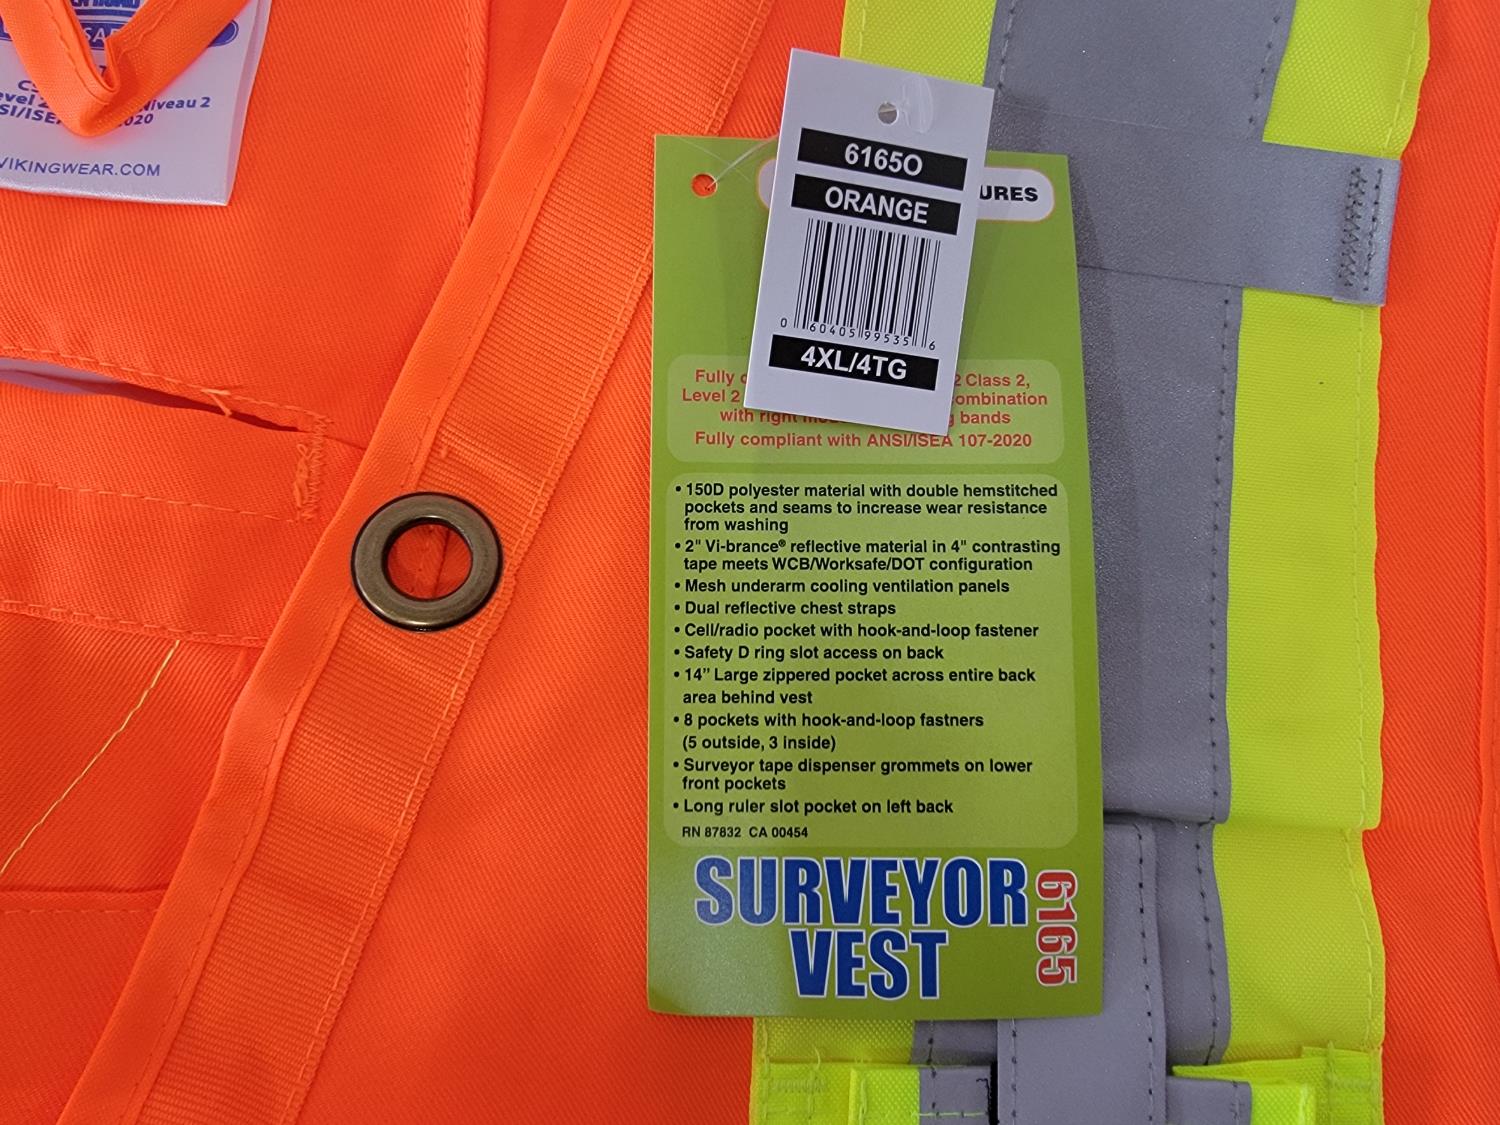 Niveau 2
VIKINGWEAR.COM
6165O
ORANGE
0 60405 99535 6
4XL/4TG
URES
Fully 2 Class 2,
Level 2 ombination
with right bands
Fully compliant with ANSI/ISEA 107-2020
• 150D polyester material with double hemstitched
pockets and seams to increase wear resistance
from washing
• 2" Vi-brance® reflective material in 4" contrasting
tape meets WCB/Worksafe/DOT configuration
• Mesh underarm cooling ventilation panels
• Dual reflective chest straps
• Cell/radio pocket with hook-and-loop fastener
• Safety D ring slot access on back
• 14” Large zippered pocket across entire back
area behind vest
• 8 pockets with hook-and-loop fastners
(5 outside, 3 inside)
• Surveyor tape dispenser grommets on lower
front pockets
• Long ruler slot pocket on left back
RN 87832 CA 00454
SURVEYOR
VEST
6165